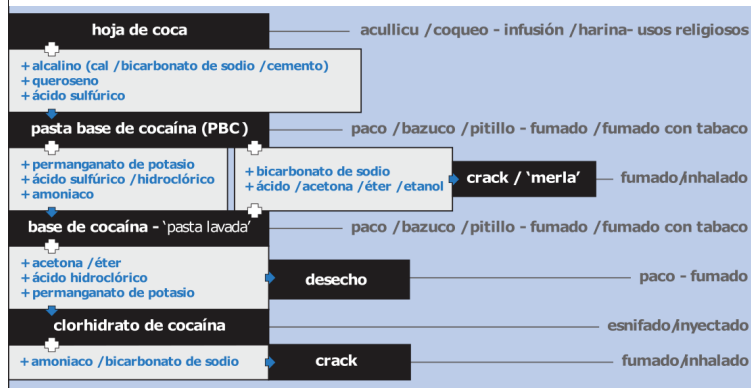 hoja de coca
acullicu /coqueo - infusión /harina- usos religiosos
+ alcalino (cal /bicarbonato de sodio /cemento)
+ queroseno
+ ácido sulfúrico
pasta base de cocaína (PBC)
paco /bazuco /pitillo - fumado /fumado con tabaco
+ permanganato de potasio
+ ácido sulfúrico /hidroclórico
+ amoniaco
+ bicarbonato de sodio
+ ácido /acetona /éter /etanol
crack / ‘merla’
fumado/inhalado
base de cocaína - ‘pasta lavada’
paco /bazuco /pitillo - fumado /fumado con tabaco
+ acetona /éter
+ ácido hidroclórico
+ permanganato de potasio
desecho
paco - fumado
clorhidrato de cocaína
esnifado/inyectado
+ amoniaco /bicarbonato de sodio
crack
fumado/inhalado